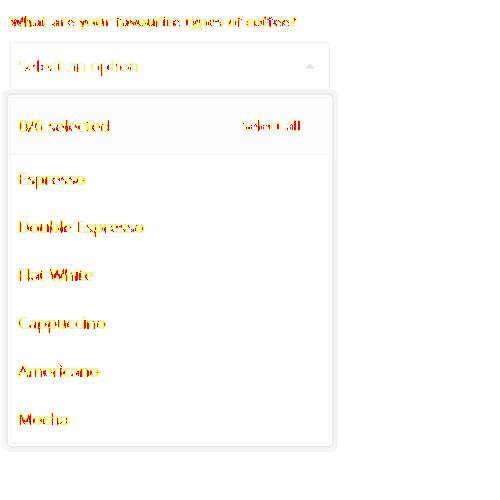 What are your favourite types of coffee?
Select an option
0/6 selected
Select all
Espresso
Double Espresso
Flat White
Cappuccino
Americano
Mocha